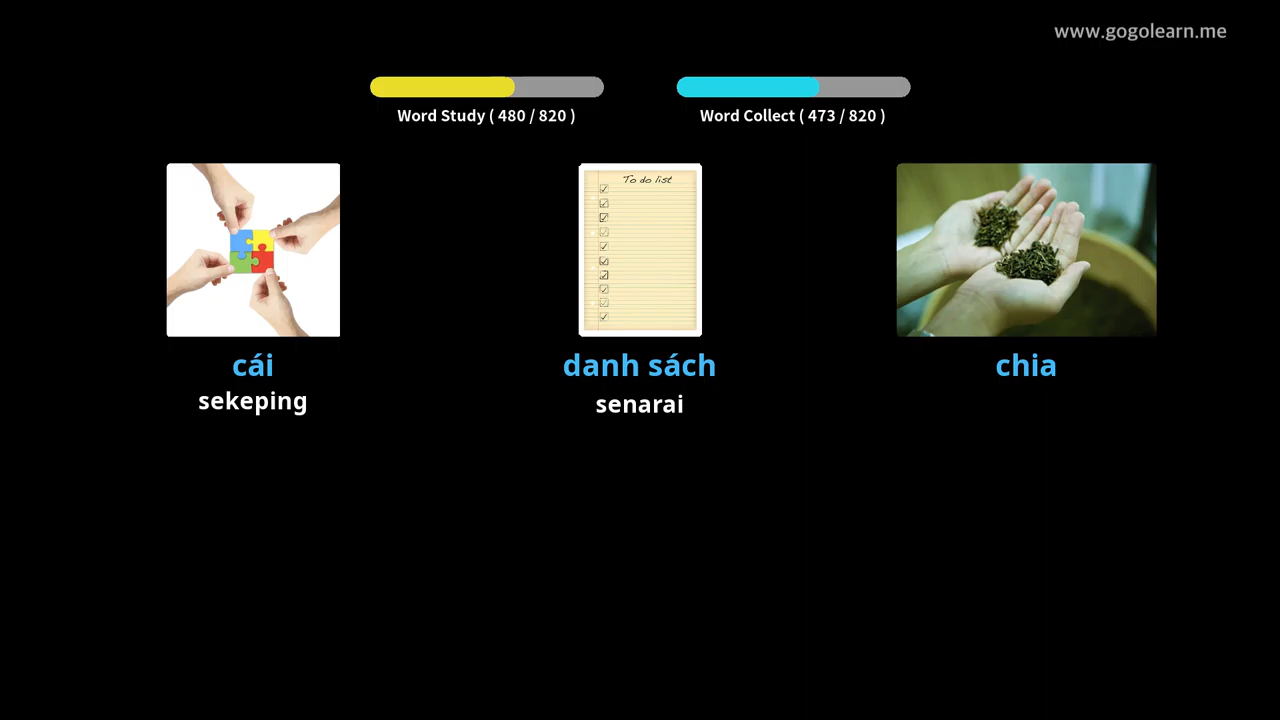 www.gogolearn.me
Word Study ( 480 / 820 )
Word Collect ( 473 / 820 )
To do list
cái
danh sách
chia
sekeping
senarai